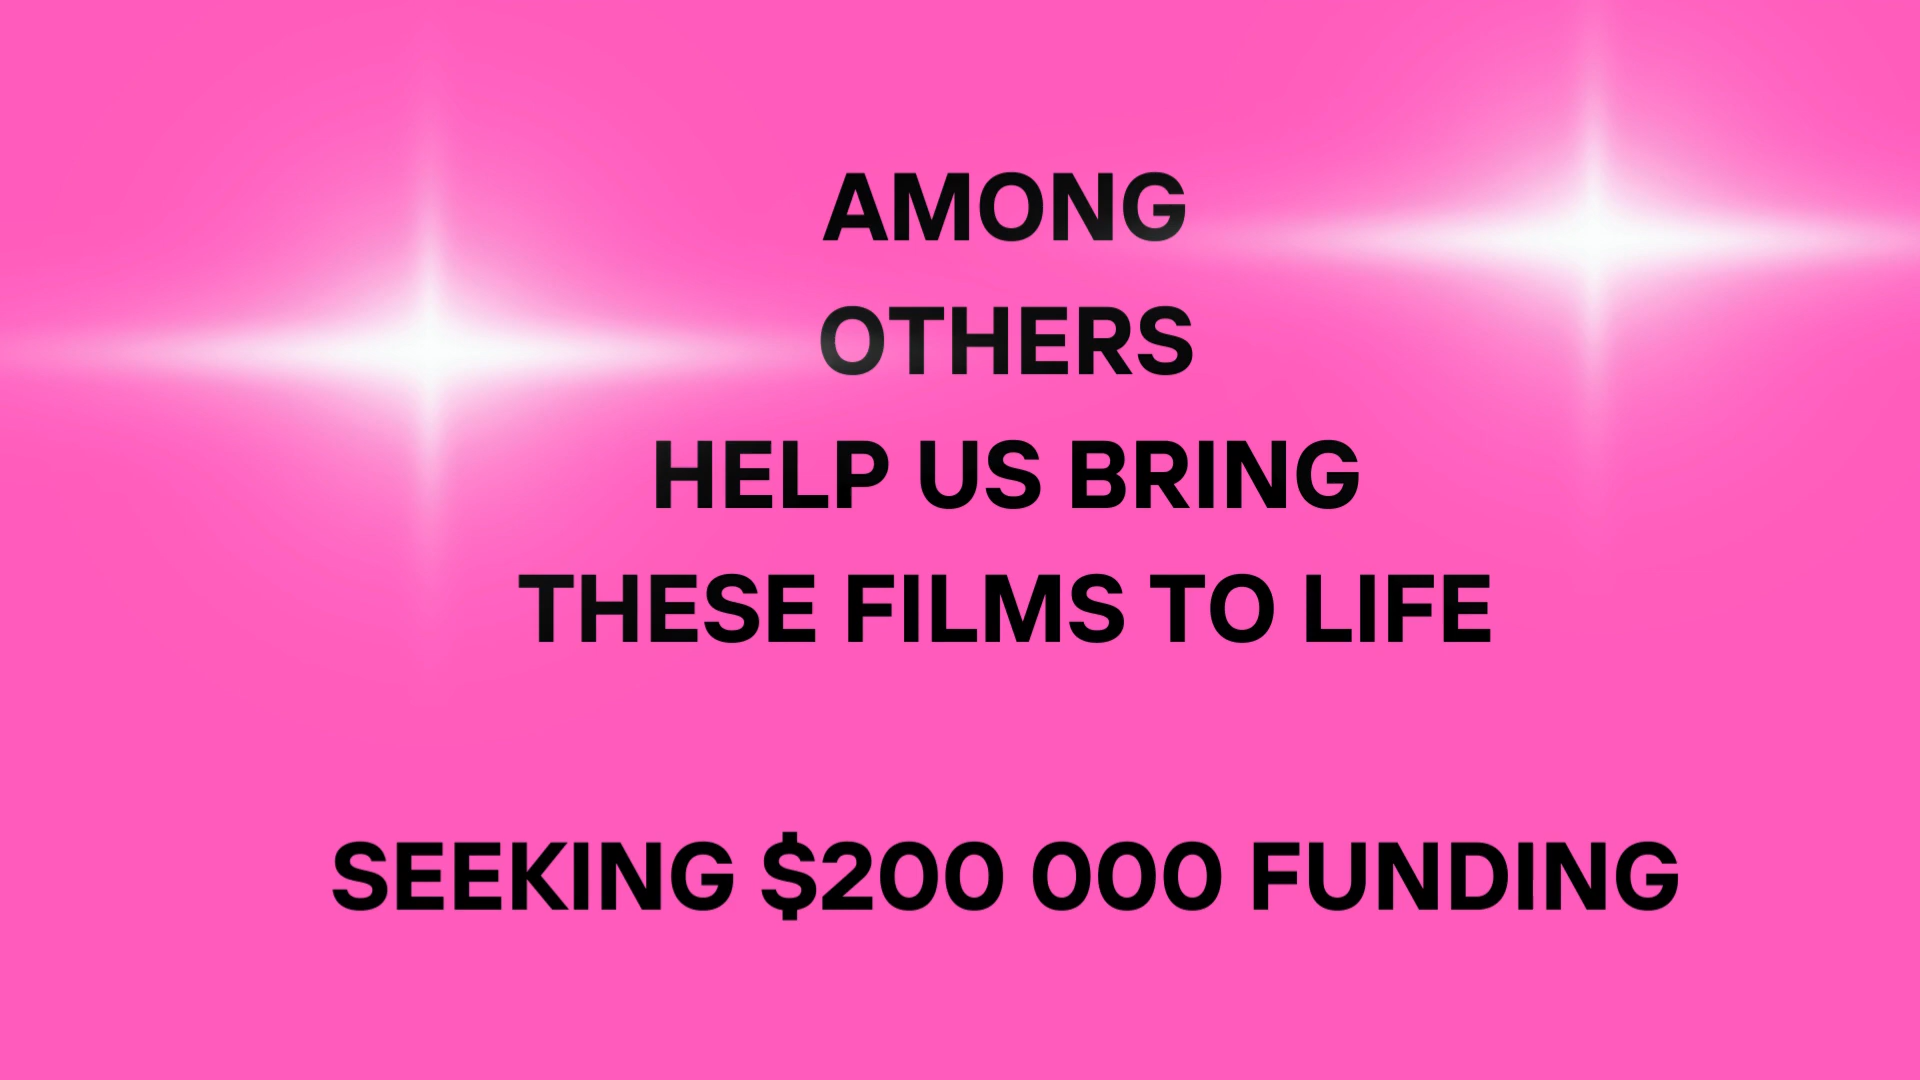 AMONG
OTHERS
HELP US BRING
THESE FILMS TO LIFE
SEEKING $200 000 FUNDING